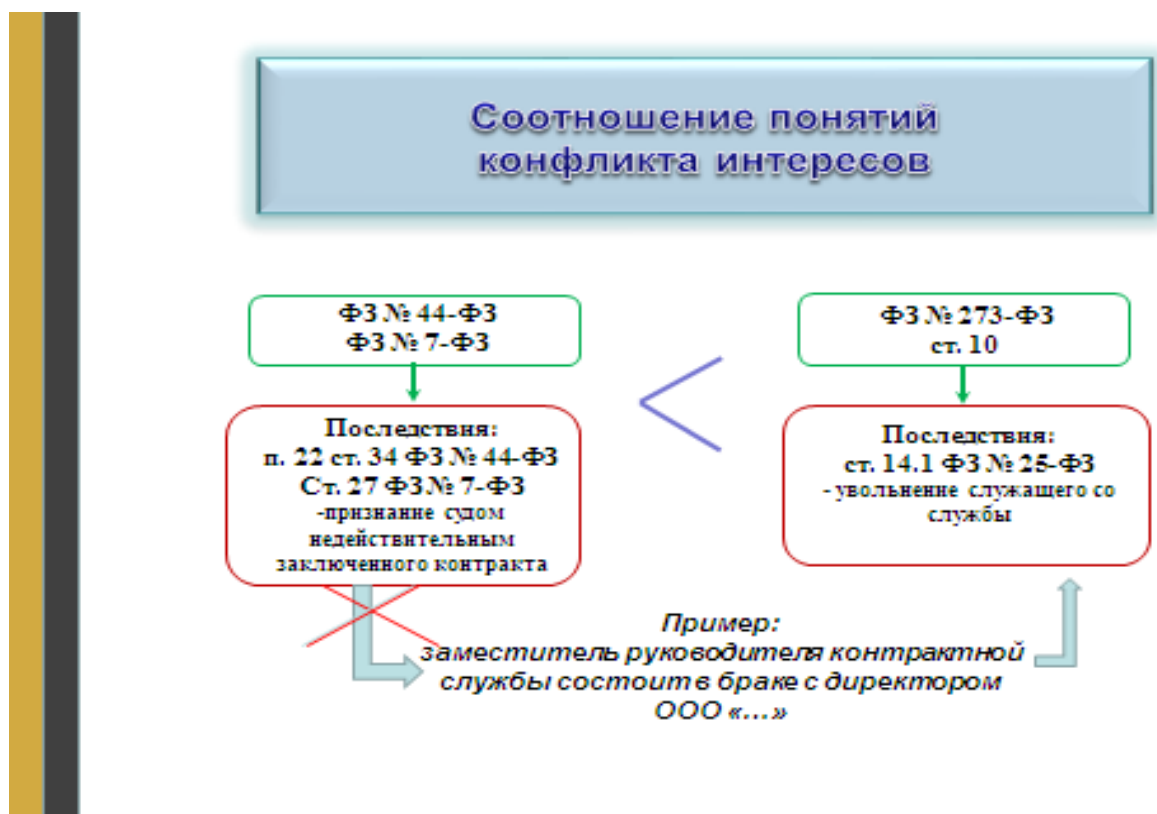 Соотношение понятий
конфликта интересов
ФЗ № 44-ФЗ
ФЗ № 7-ФЗ
ФЗ № 273-ФЗ
ст. 10
Последствия:
п. 22 ст. 34 ФЗ № 44-ФЗ
Ст. 27 ФЗ № 7-ФЗ
-признание судом
недействительным
заключенного контракта
<
Последствия:
ст. 14.1 ФЗ № 25-ФЗ
- увольнение служащего со
службы
Пример:
заместитель руководителя контрактной
службы состоит в браке с директором
ООО «…»